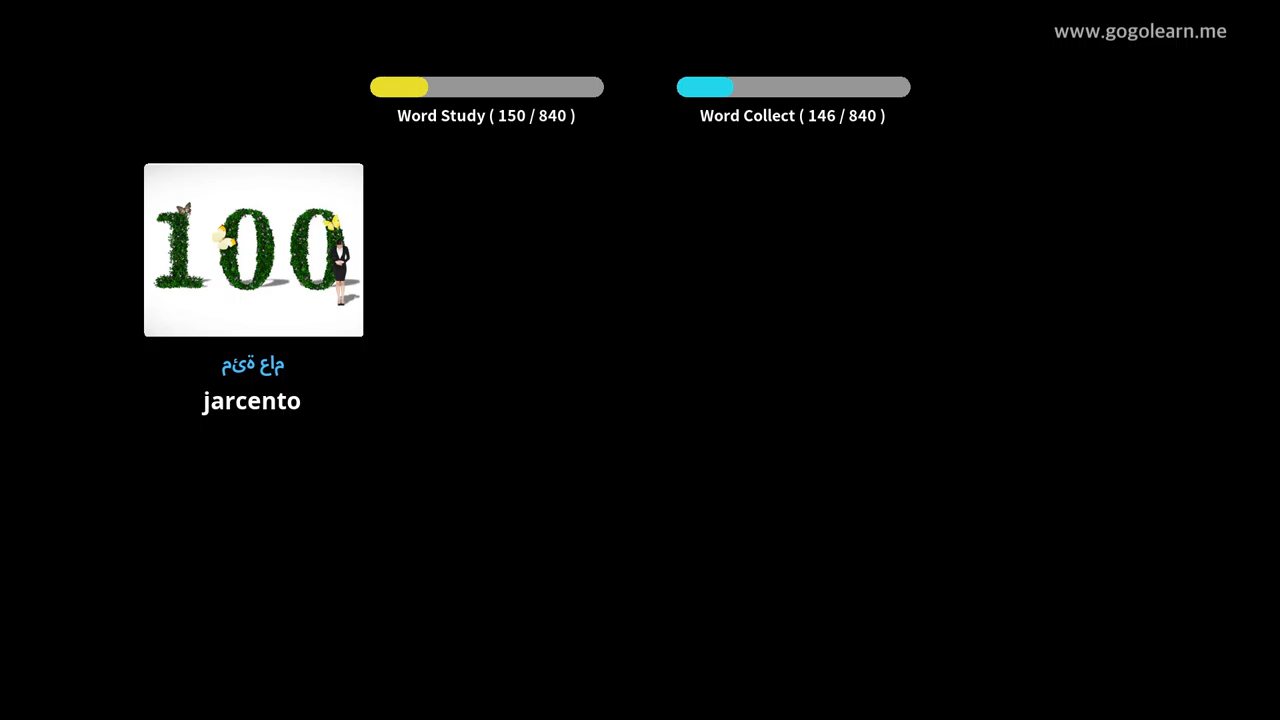 www.gogolearn.me
Word Study ( 150 / 840 )
Word Collect ( 146 / 840 )
100
مئة عام
jarcento